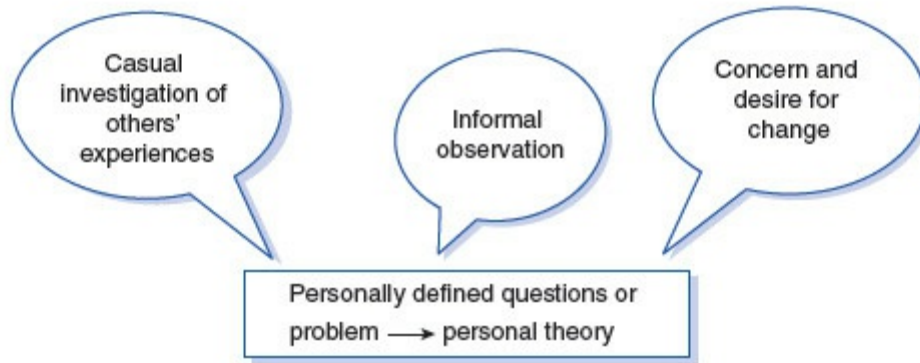 Casual
investigation of
others'
experiences
Informal
observation
Concern and
desire for
change
Personally defined questions or
problem ⟶ personal theory